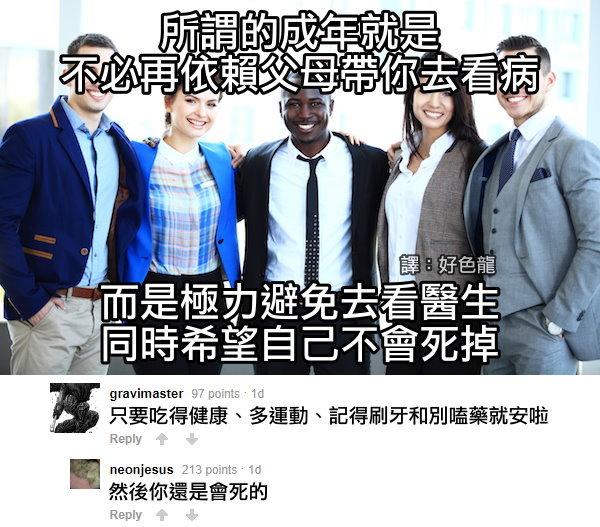 所謂的成年就是
不必再依賴父母帶你去看病
譯：好色龍
而是極力避免去看醫生
同時希望自己不會死掉
gravimaster 97 points · 1d
只要吃得健康、多運動、記得刷牙和別嗑藥就安啦
Reply
neonjesus 213 points · 1d
然後你還是會死的
Reply